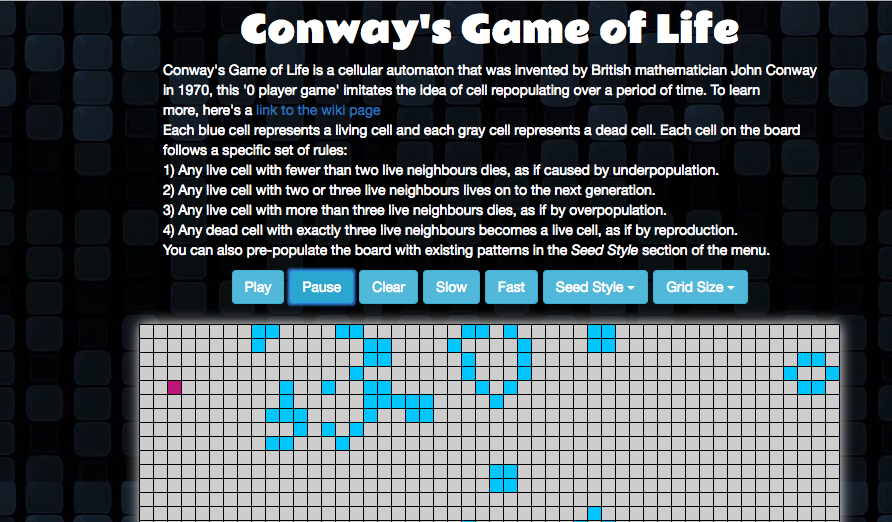 Conway's Game of Life
Conway's Game of Life is a cellular automaton that was invented by British mathematician John Conway
in 1970, this '0 player game' imitates the idea of cell repopulating over a period of time. To learn
more, here's a link to the wiki page
Each blue cell represents a living cell and each gray cell represents a dead cell. Each cell on the board
follows a specific set of rules:
1) Any live cell with fewer than two live neighbours dies, as if caused by underpopulation.
2) Any live cell with two or three live neighbours lives on to the next generation.
3) Any live cell with more than three live neighbours dies, as if by overpopulation.
4) Any dead cell with exactly three live neighbours becomes a live cell, as if by reproduction.
You can also pre-populate the board with existing patterns in the Seed Style section of the menu.
Play Pause Clear Slow Fast Seed Style Grid Size